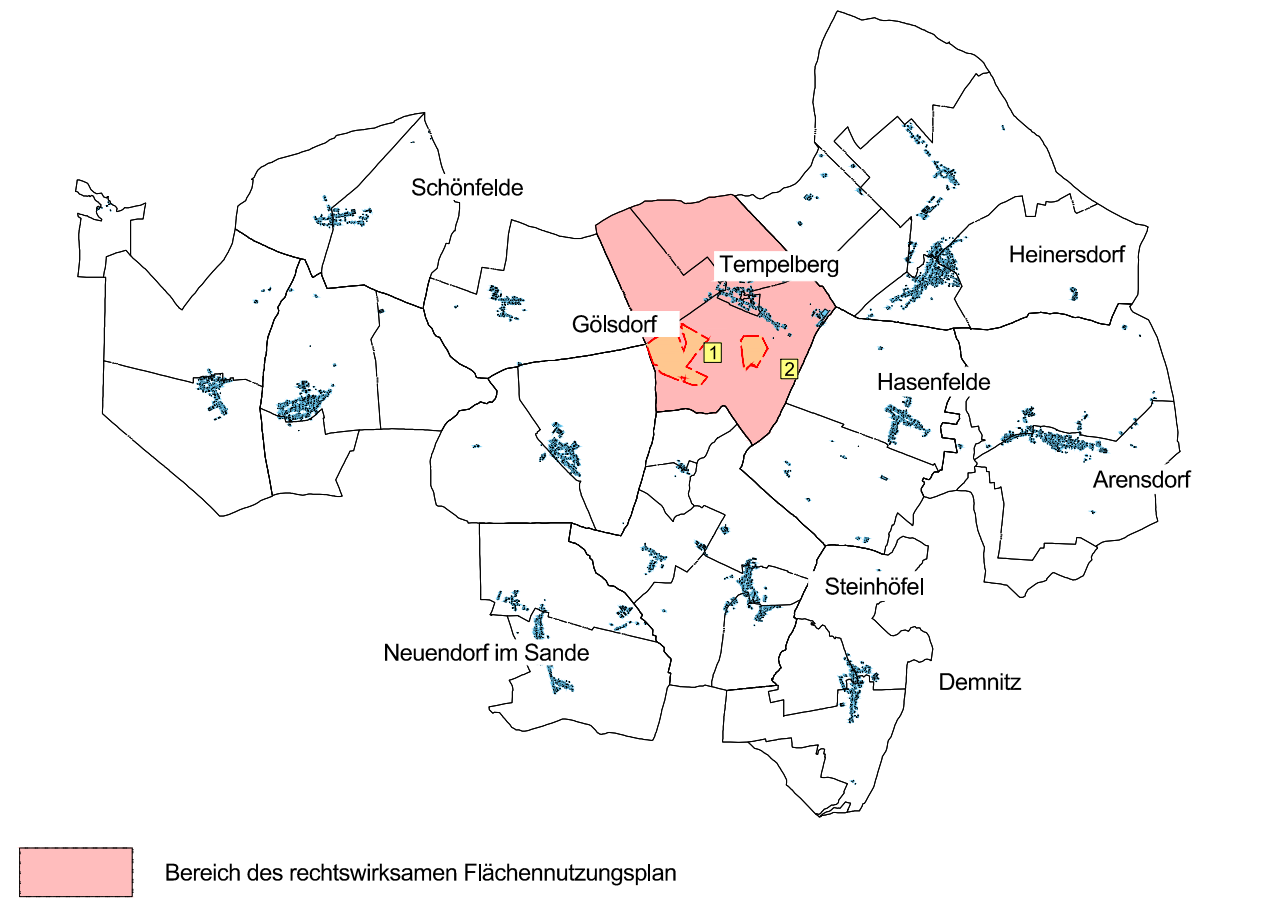 Schönfelde
Tempelberg
Heinersdorf
Gölsdorf
1
2
Hasenfelde
Arensdorf
Steinhöfel
Neuendorf im Sande
Demnitz
Bereich des rechtswirksamen Flächennutzungsplan